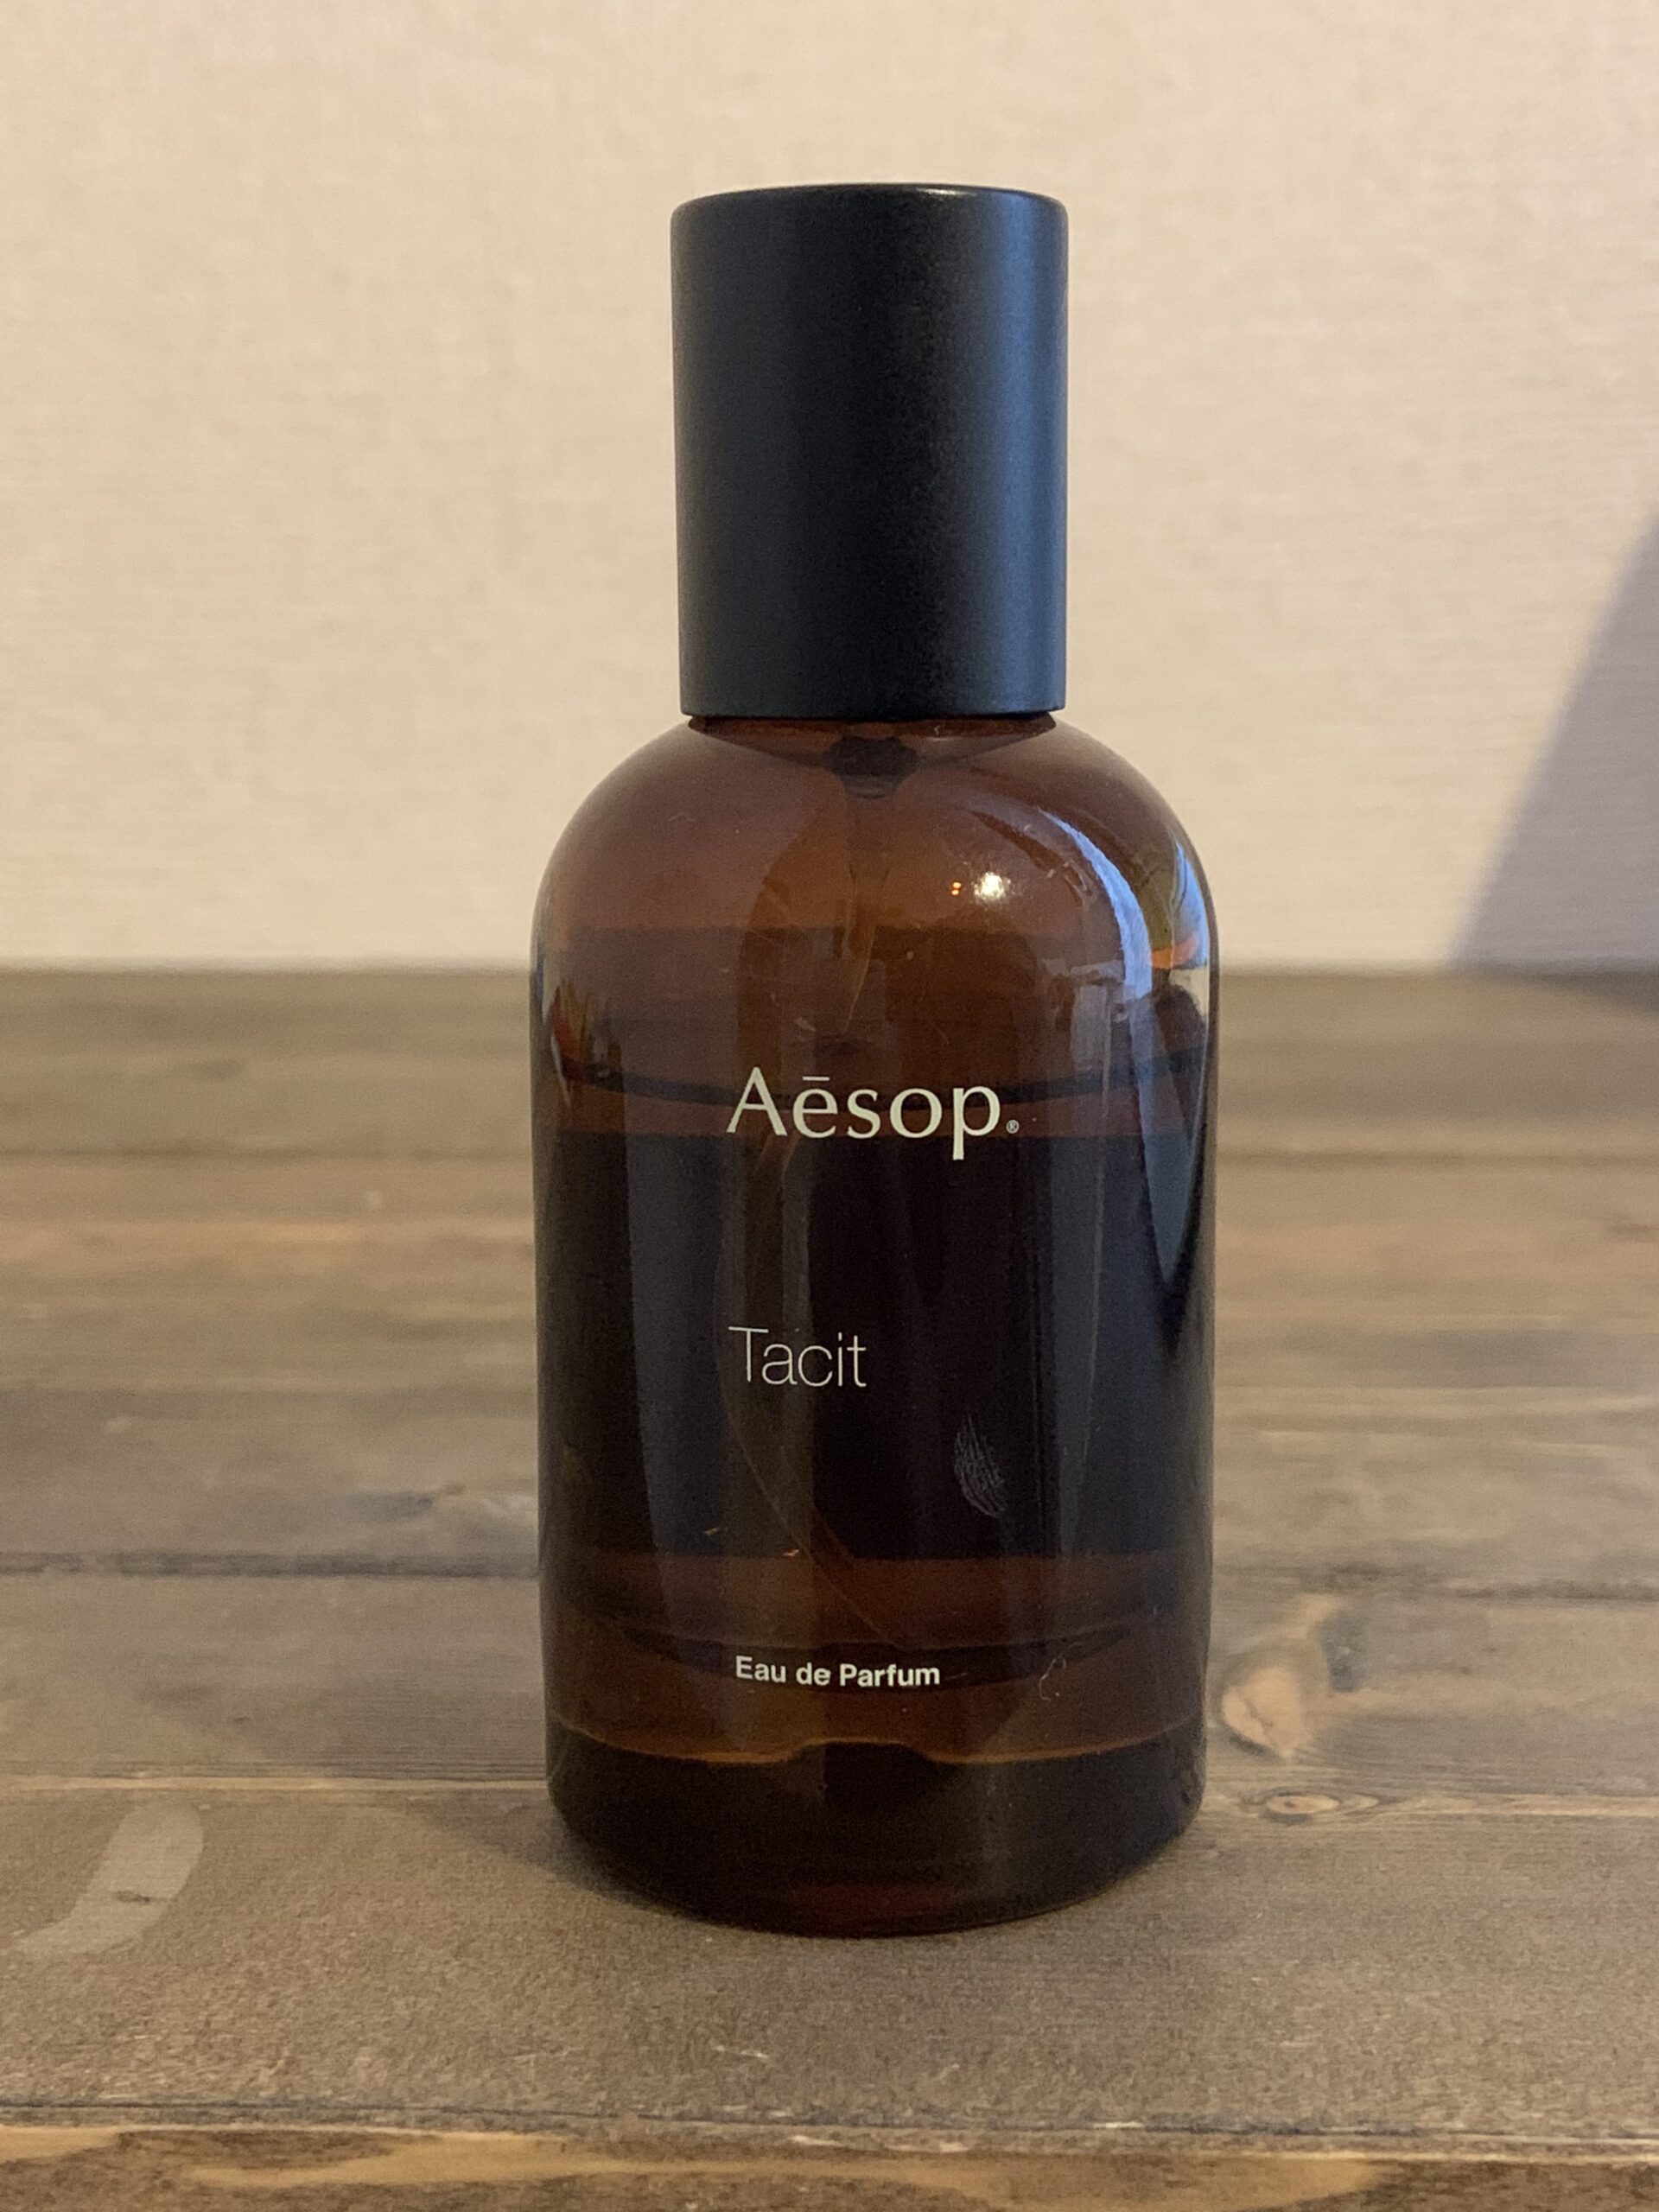 Aēsop®
Tacit
Eau de Parfum